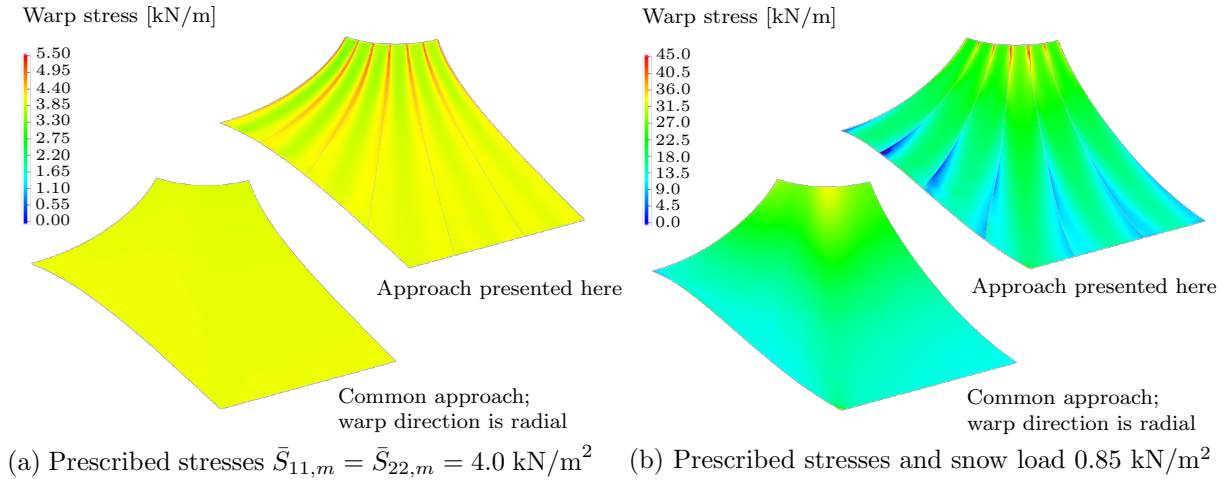 Warp stress [kN/m]
5.50
4.95
4.40
3.85
3.30
2.75
2.20
1.65
1.10
0.55
0.00
Approach presented here
Common approach;
warp direction is radial
(a) Prescribed stresses S̄11,m = S̄22,m = 4.0 kN/m²
Warp stress [kN/m]
45.0
40.5
36.0
31.5
27.0
22.5
18.0
13.5
9.0
4.5
0.0
Approach presented here
Common approach;
warp direction is radial
(b) Prescribed stresses and snow load 0.85 kN/m²